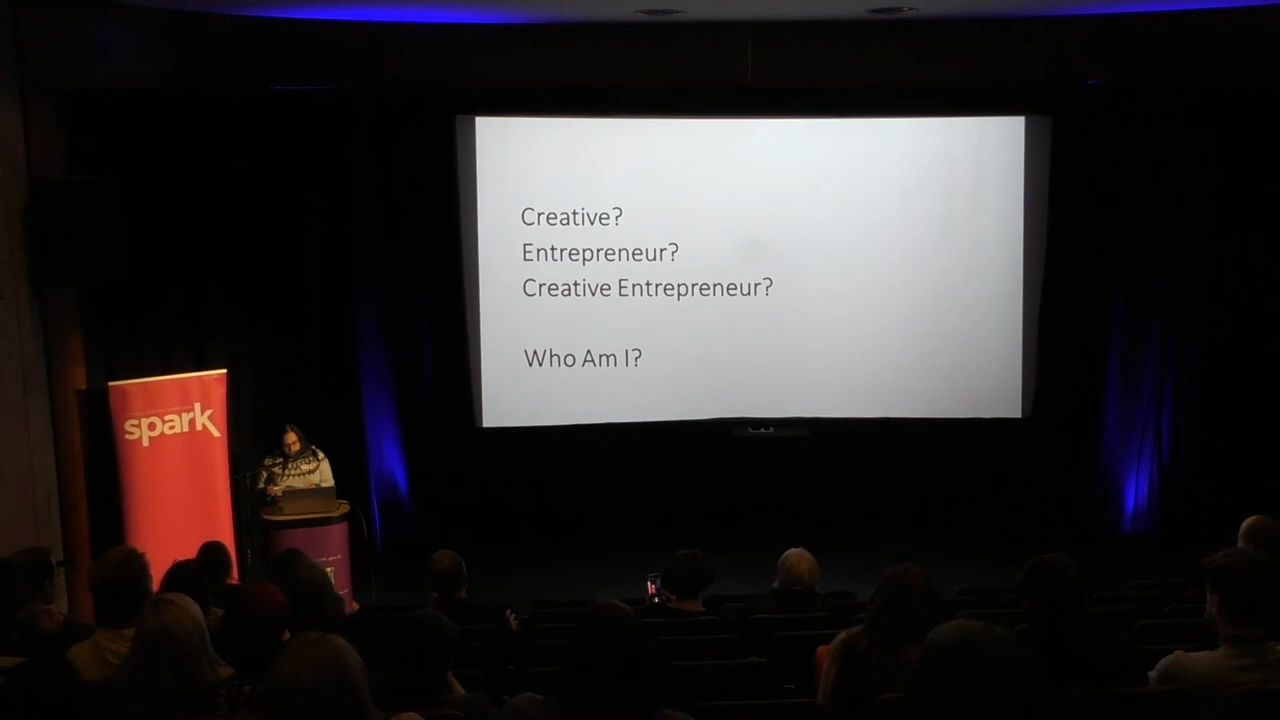 Creative?
Entrepreneur?
Creative Entrepreneur?
Who Am I?
spark